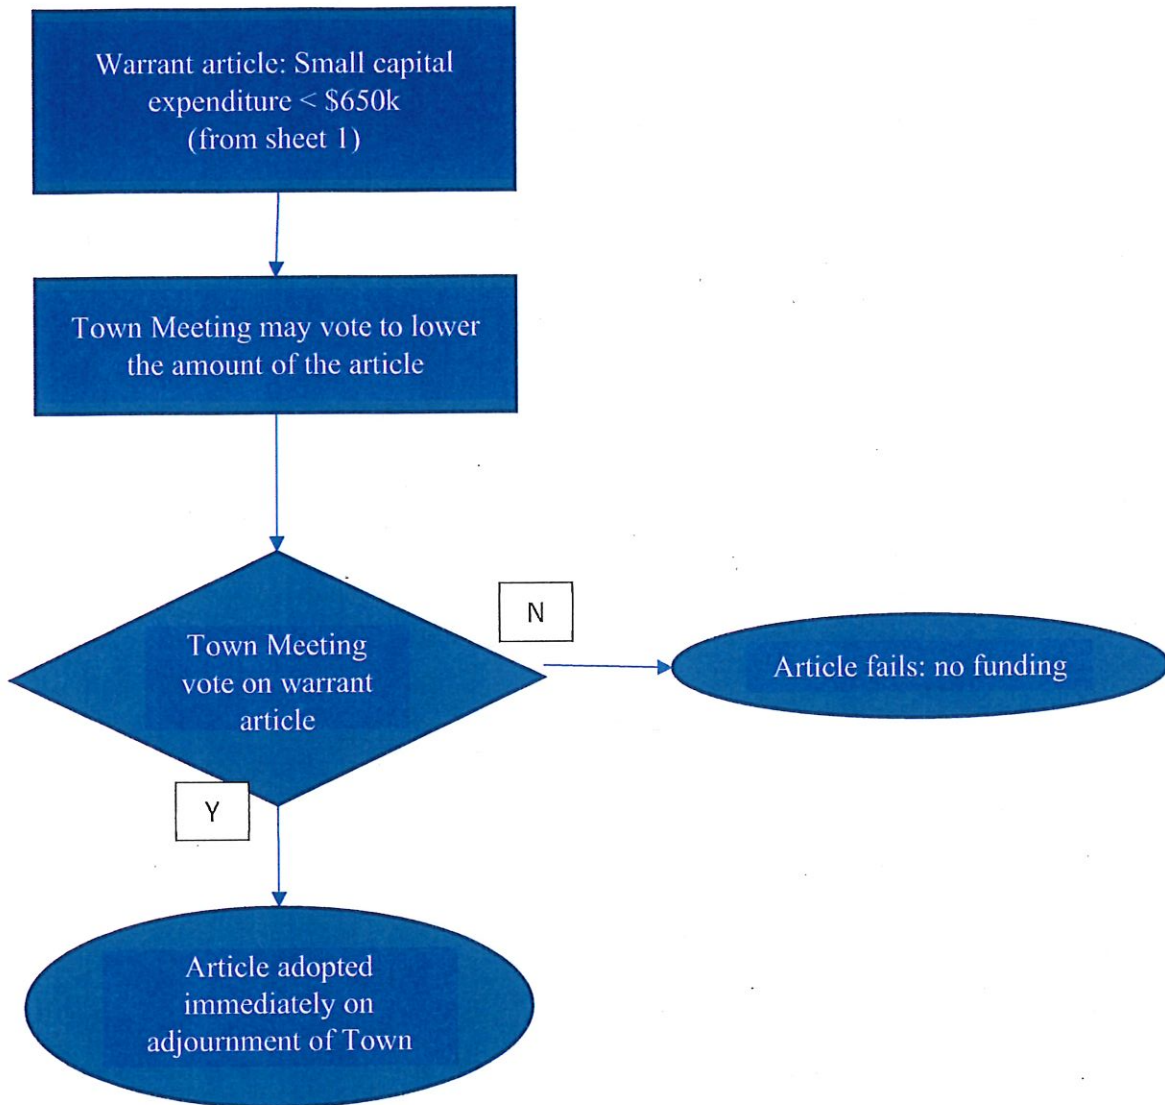 Warrant article: Small capital
expenditure < $650k
(from sheet 1)
Town Meeting may vote to lower
the amount of the article
Town Meeting
vote on warrant
article
N
Article fails: no funding
Y
Article adopted
immediately on
adjournment of Town